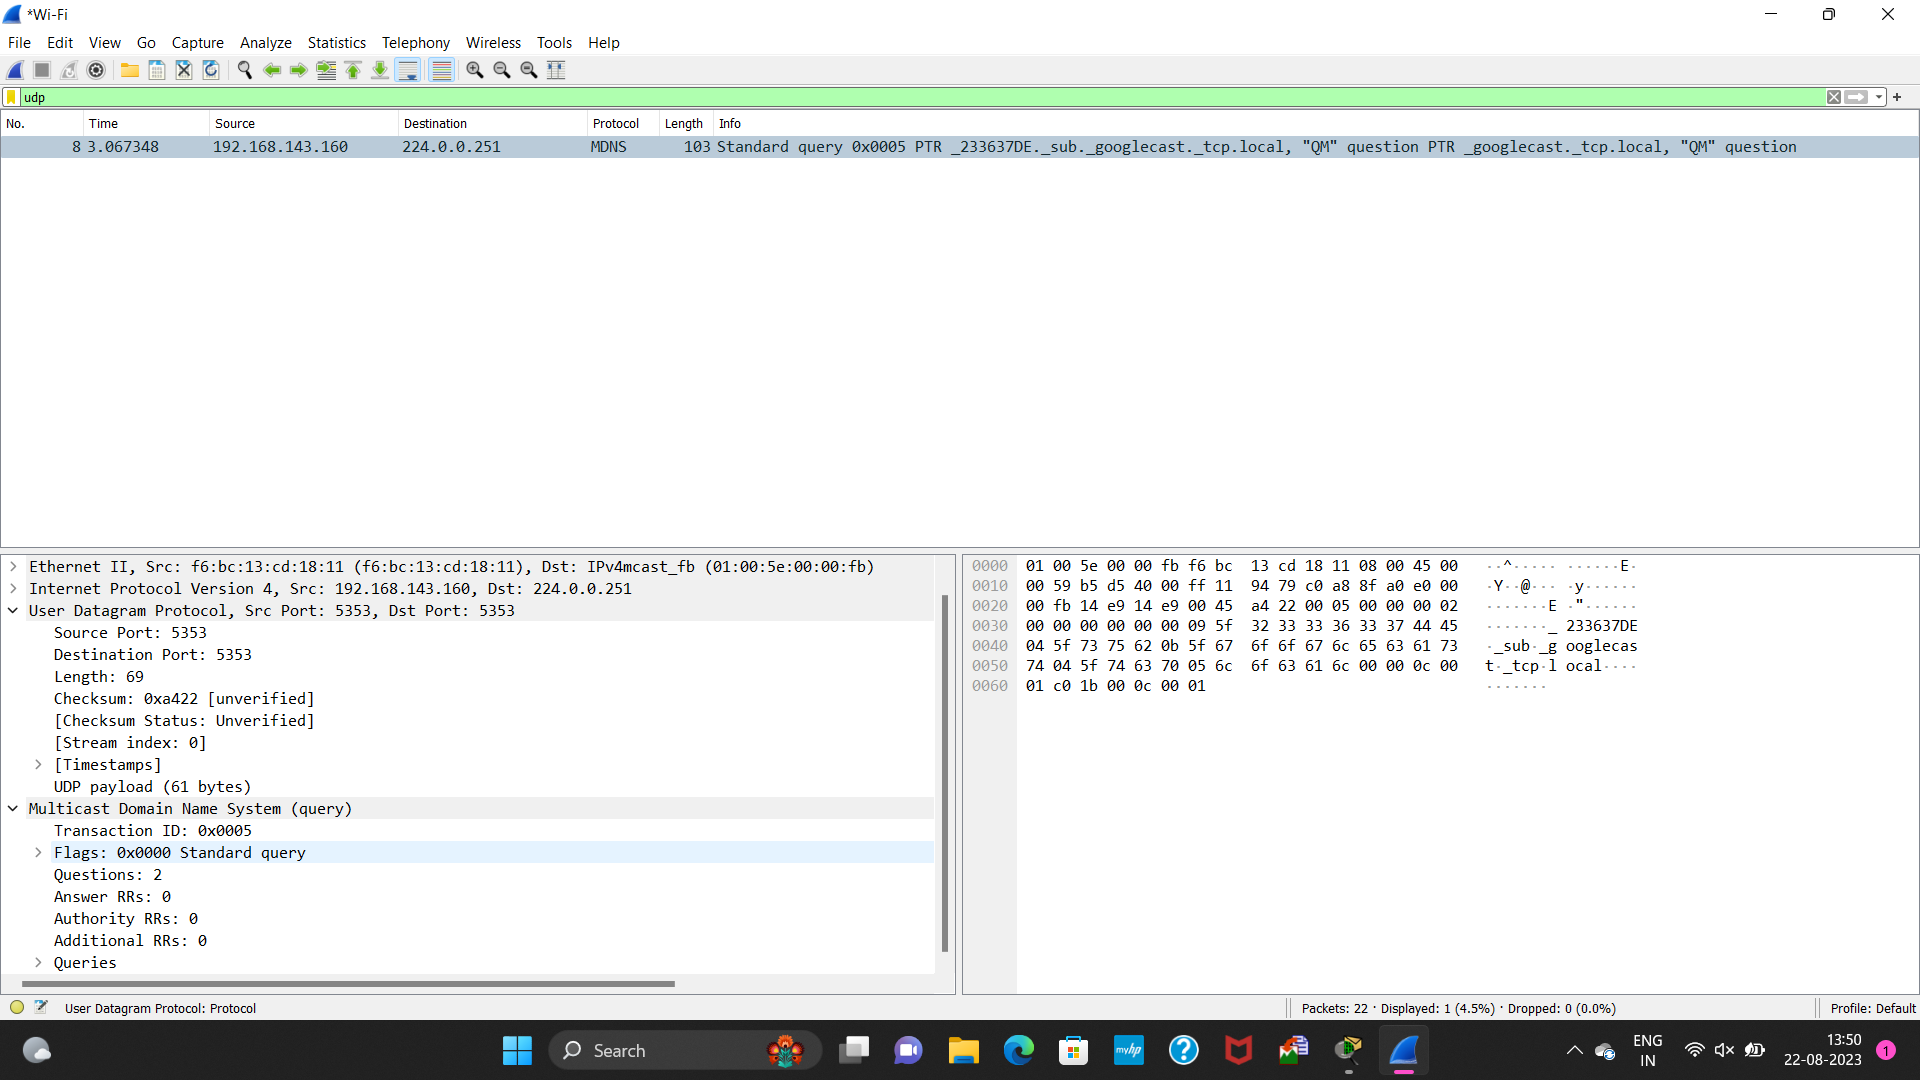 *Wi-Fi
File Edit View Go Capture Analyze Statistics Telephony Wireless Tools Help
udp
No. Time Source Destination Protocol Length Info
8 3.067348 192.168.143.160 224.0.0.251 MDNS 103 Standard query 0x0005 PTR _233637DE._sub._googlecast._tcp.local, "QM" question PTR _googlecast._tcp.local, "QM" question
Ethernet II, Src: f6:bc:13:cd:18:11 (f6:bc:13:cd:18:11), Dst: IPv4mcast_fb (01:00:5e:00:00:fb)
Internet Protocol Version 4, Src: 192.168.143.160, Dst: 224.0.0.251
User Datagram Protocol, Src Port: 5353, Dst Port: 5353
Source Port: 5353
Destination Port: 5353
Length: 69
Checksum: 0xa422 [unverified]
[Checksum Status: Unverified]
[Stream index: 0]
[Timestamps]
UDP payload (61 bytes)
Multicast Domain Name System (query)
Transaction ID: 0x0005
Flags: 0x0000 Standard query
Questions: 2
Answer RRs: 0
Authority RRs: 0
Additional RRs: 0
Queries
0000 01 00 5e 00 00 fb f6 bc 13 cd 18 11 08 00 45 00 ··^····· ······E·
0010 00 59 b5 d5 40 00 ff 11 94 79 c0 a8 8f a0 e0 00 ·Y··@··· ·y······
0020 00 fb 14 e9 14 e9 00 45 a4 22 00 05 00 00 00 02 ·······E ·"······
0030 00 00 00 00 00 00 09 5f 32 33 33 36 33 37 44 45 ·······_ 233637DE
0040 04 5f 73 75 62 0b 5f 67 6f 6f 67 6c 65 63 61 73 ·_sub·_g ooglecas
0050 74 04 5f 74 63 70 05 6c 6f 63 61 6c 00 00 0c 00 t·_tcp·l ocal····
0060 01 c0 1b 00 0c 00 01 ·······
User Datagram Protocol: Protocol
Packets: 22 · Displayed: 1 (4.5%) · Dropped: 0 (0.0%)
Profile: Default
Search
myhp
ENG
IN
13:50
22-08-2023
1